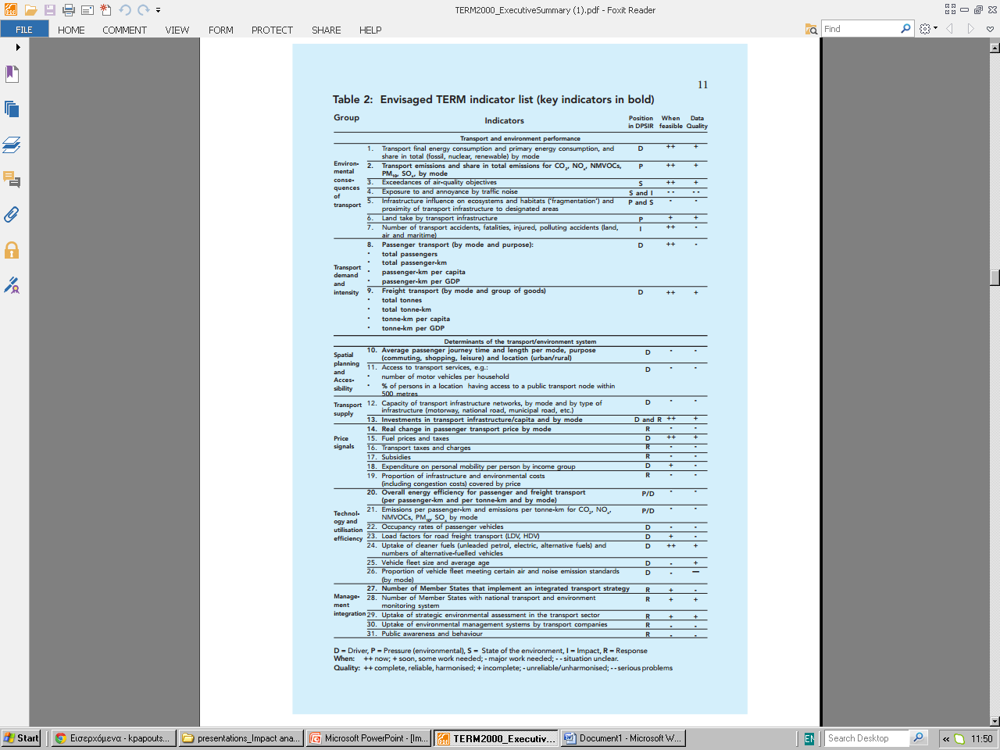 TERM2000_ExecutiveSummary (1).pdf - Foxit Reader
FILE HOME COMMENT VIEW FORM PROTECT SHARE HELP
Find
11
Table 2: Envisaged TERM indicator list (key indicators in bold)
Group Indicators Position in DPSIR When feasible Data Quality
Transport and environment performance
Environ-
mental
conse-
quences
of
transport
1. Transport final energy consumption and primary energy consumption, and D ++ +
share in total (fossil, nuclear, renewable) by mode
2. Transport emissions and share in total emissions for CO2, NOx, NMVOCs, P ++ +
PM10, SOx, by mode
3. Exceedances of air-quality objectives S ++ +
4. Exposure to and annoyance by traffic noise S and I - - - -
5. Infrastructure influence on ecosystems and habitats ('fragmentation') and P and S - -
proximity of transport infrastructure to designated areas
6. Land take by transport infrastructure P + +
7. Number of transport accidents, fatalities, injured, polluting accidents (land, I ++ -
air and maritime)
Transport
demand
and
intensity
8. Passenger transport (by mode and purpose): D ++ -
• total passengers
• total passenger-km
• passenger-km per capita
• passenger-km per GDP
9. Freight transport (by mode and group of goods) D ++ +
• total tonnes
• total tonne-km
• tonne-km per capita
• tonne-km per GDP
Determinants of the transport/environment system
Spatial
planning
and
Acces-
sibility
10. Average passenger journey time and length per mode, purpose D - -
(commuting, shopping, leisure) and location (urban/rural)
11. Access to transport services, e.g.: D - -
• number of motor vehicles per household
• % of persons in a location having access to a public transport node within
500 metres
Transport
supply
12. Capacity of transport infrastructure networks, by mode and by type of D - -
infrastructure (motorway, national road, municipal road, etc.)
13. Investments in transport infrastructure/capita and by mode D and R ++ +
Price
signals
14. Real change in passenger transport price by mode R - -
15. Fuel prices and taxes D ++ +
16. Transport taxes and charges R - -
17. Subsidies R - -
18. Expenditure on personal mobility per person by income group D + -
19. Proportion of infrastructure and environmental costs R - -
(including congestion costs) covered by price
Technol-
ogy and
utilisation
efficiency
20. Overall energy efficiency for passenger and freight transport P/D - -
(per passenger-km and per tonne-km and by mode)
21. Emissions per passenger-km and emissions per tonne-km for CO2, NOx, P/D - -
NMVOCs, PM10, SOx by mode
22. Occupancy rates of passenger vehicles D - -
23. Load factors for road freight transport (LDV, HDV) D + -
24. Uptake of cleaner fuels (unleaded petrol, electric, alternative fuels) and D ++ +
numbers of alternative-fuelled vehicles
25. Vehicle fleet size and average age D - +
26. Proportion of vehicle fleet meeting certain air and noise emission standards D - —
(by mode)
Manage-
ment
integration
27. Number of Member States that implement an integrated transport strategy R + -
28. Number of Member States with national transport and environment R + +
monitoring system
29. Uptake of strategic environmental assessment in the transport sector R + +
30. Uptake of environmental management systems by transport companies R - -
31. Public awareness and behaviour R - -
D = Driver, P = Pressure (environmental), S = State of the environment, I = Impact, R = Response
When: ++ now; + soon, some work needed; - major work needed; - - situation unclear.
Quality: ++ complete, reliable, harmonised; + incomplete; - unreliable/unharmonised; - - serious problems
Start Εισερχόμενα - kpapouts... presentations_Impact ana... Microsoft PowerPoint - [Im... TERM2000_Executiv... Document1 - Microsoft W... EN Search Desktop « 11:50